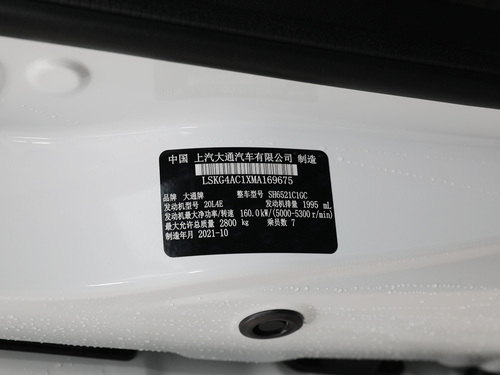 中国 上汽大通汽车有限公司 制造
LSKG4AC1XMA169675
品牌 大通牌 整车型号 SH6521C1GC
发动机型号 20L4E 发动机排量 1995 mL
发动机最大净功率/转速 160.0 kW/(5000-5300 r/min)
最大允许总质量 2800 kg 乘员数 7
制造年月 2021-10